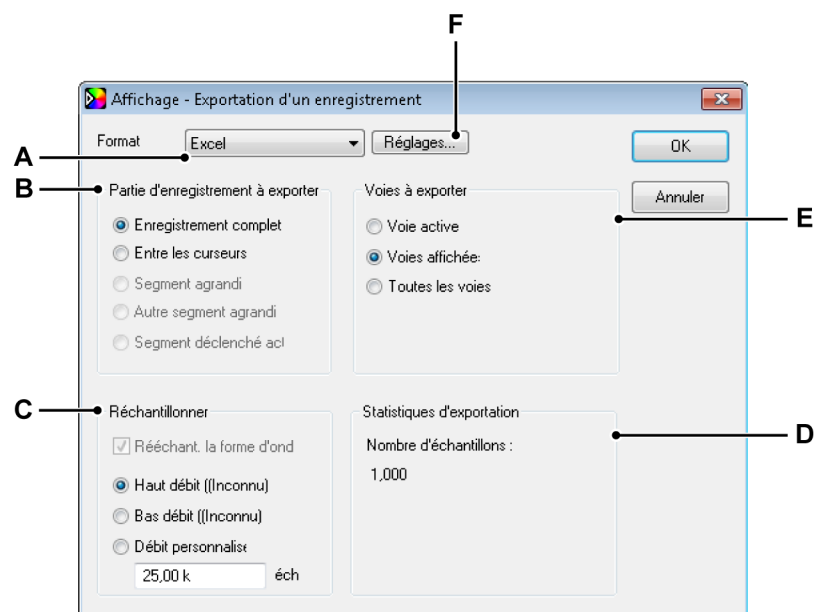 F
Affichage - Exportation d'un enregistrement
Format Excel Réglages... OK
A
B
Partie d'enregistrement à exporter
Enregistrement complet
Entre les curseurs
Segment agrandi
Autre segment agrandi
Segment déclenché act
Voies à exporter
Voie active
Voies affichée:
Toutes les voies
Annuler
E
C
Réchantillonner
Rééchant. la forme d'ond
Haut débit ((Inconnu)
Bas débit ((Inconnu)
Débit personnalise
25,00 k éch
Statistiques d'exportation
Nombre d'échantillons :
1,000
D